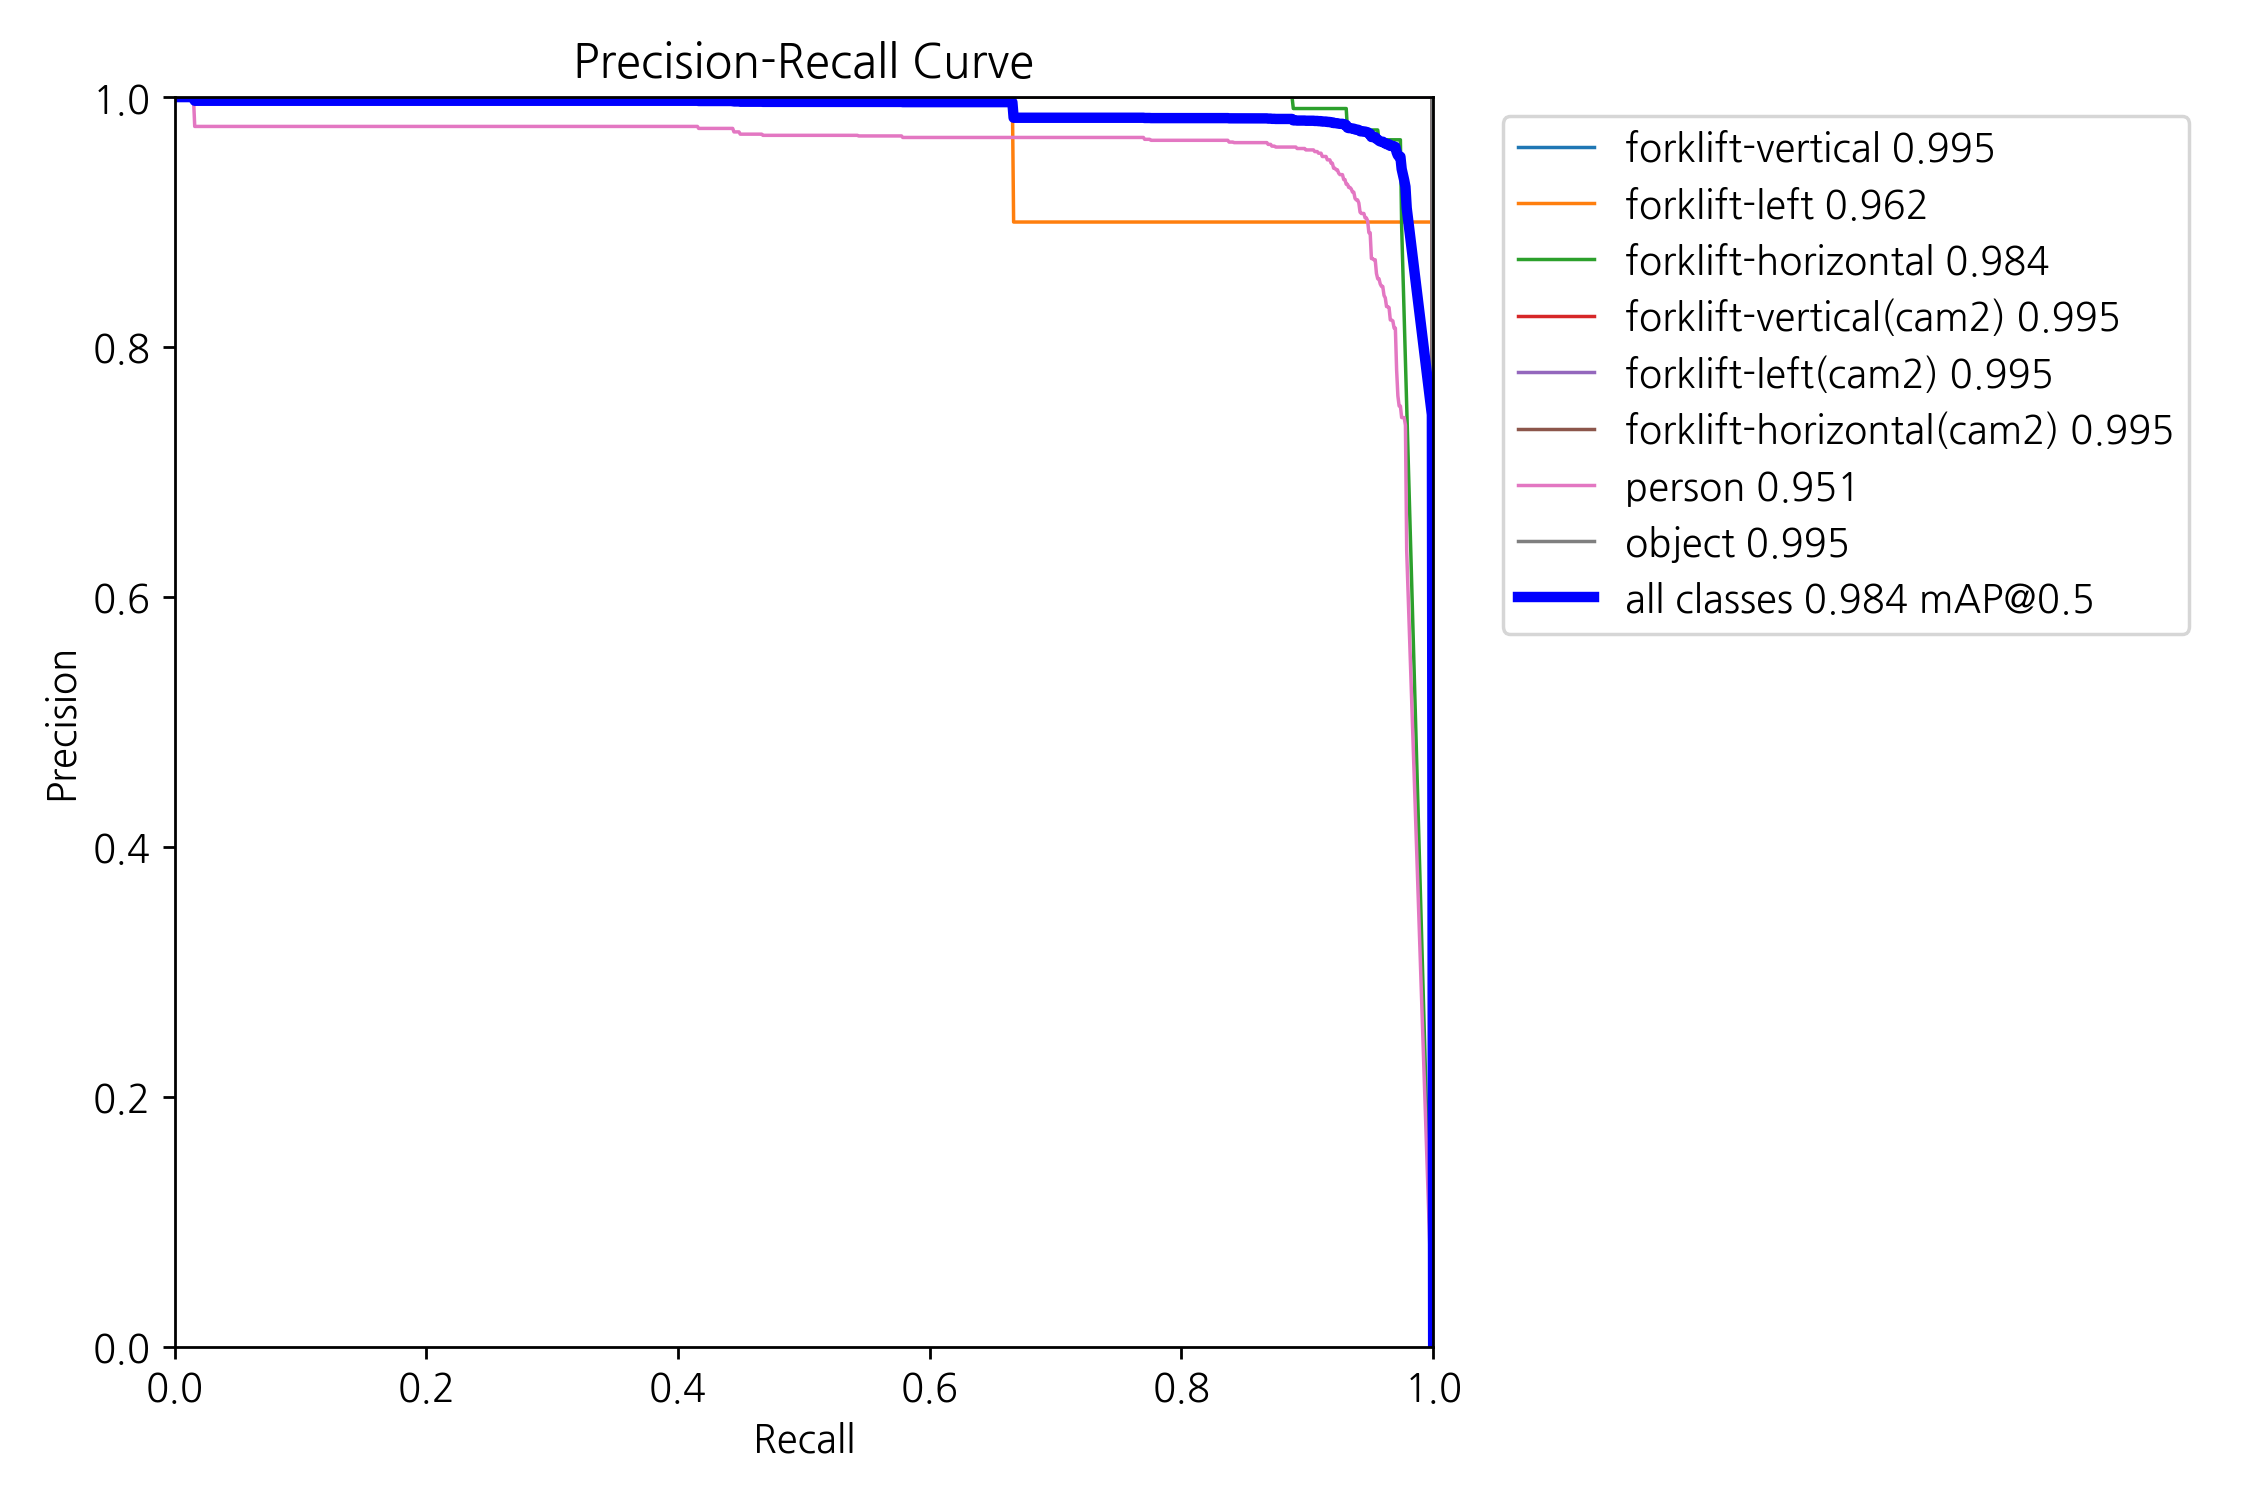 Precision-Recall Curve
1.0
0.8
0.6
0.4
0.2
0.0
Precision
0.0 0.2 0.4 0.6 0.8 1.0
Recall
forklift-vertical 0.995
forklift-left 0.962
forklift-horizontal 0.984
forklift-vertical(cam2) 0.995
forklift-left(cam2) 0.995
forklift-horizontal(cam2) 0.995
person 0.951
object 0.995
all classes 0.984 mAP@0.5